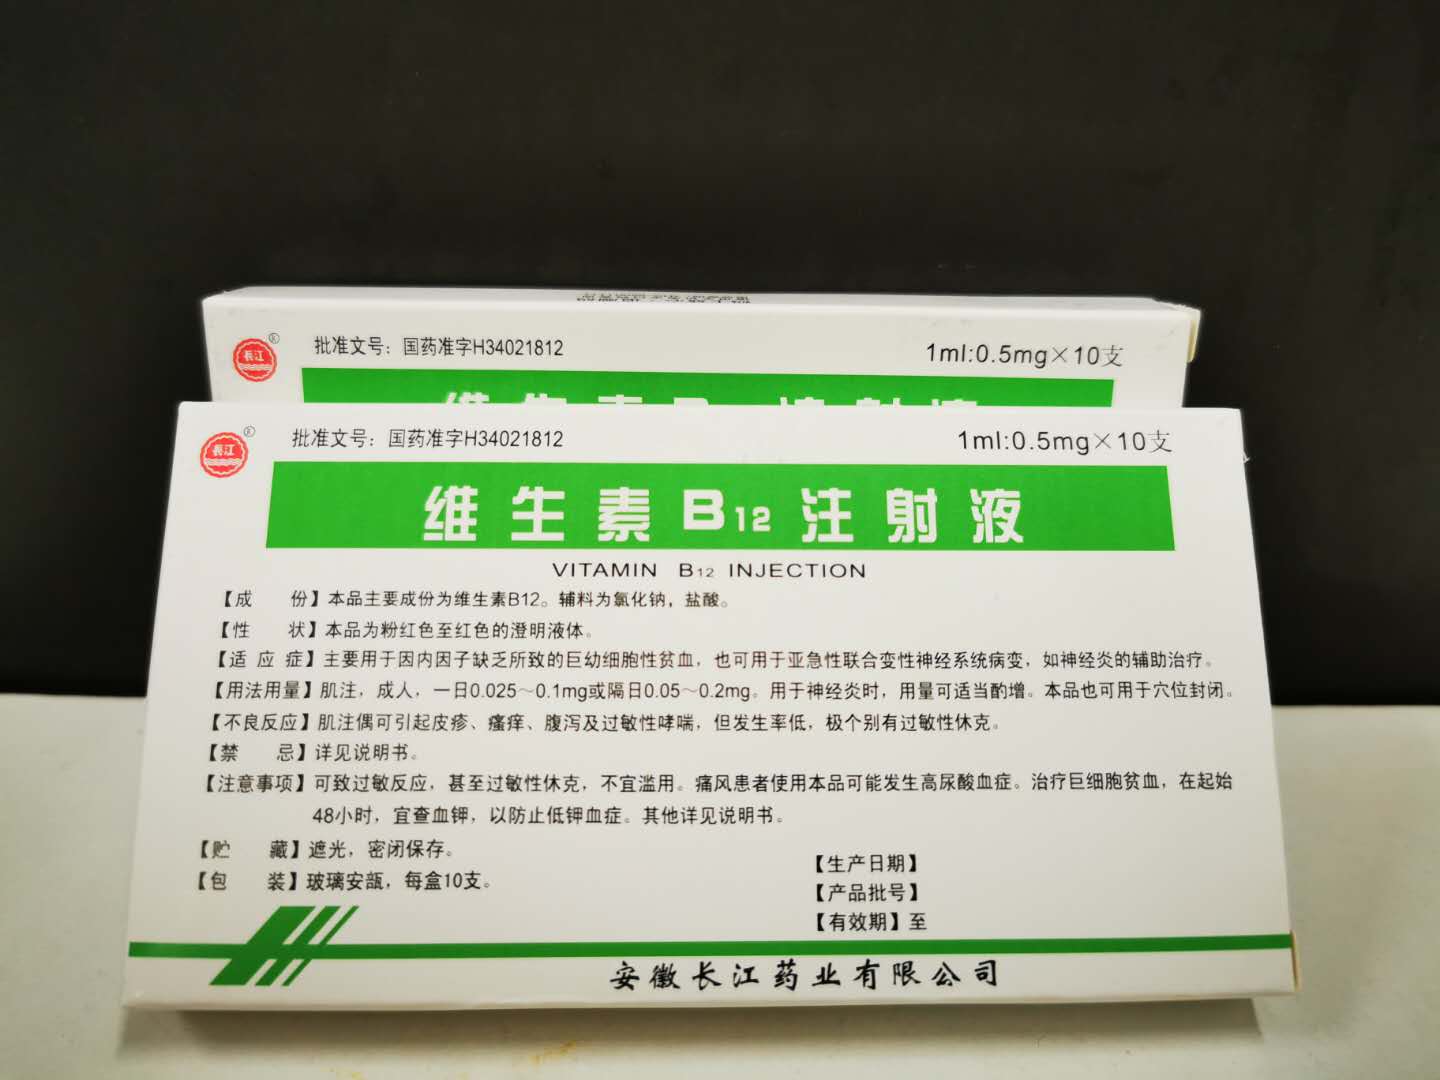 长江
®
批准文号：国药准字H34021812
1ml:0.5mg×10支
长江
®
批准文号：国药准字H34021812
1ml:0.5mg×10支
维生素B12注射液
VITAMIN B12 INJECTION
【成 份】本品主要成份为维生素B12。辅料为氯化钠，盐酸。
【性 状】本品为粉红色至红色的澄明液体。
【适 应 症】主要用于因内因子缺乏所致的巨幼细胞性贫血，也可用于亚急性联合变性神经系统病变，如神经炎的辅助治疗。
【用法用量】肌注，成人，一日0.025～0.1mg或隔日0.05～0.2mg。用于神经炎时，用量可适当酌增。本品也可用于穴位封闭。
【不良反应】肌注偶可引起皮疹、瘙痒、腹泻及过敏性哮喘，但发生率低，极个别有过敏性休克。
【禁 忌】详见说明书。
【注意事项】可致过敏反应，甚至过敏性休克，不宜滥用。痛风患者使用本品可能发生高尿酸血症。治疗巨细胞贫血，在起始
48小时，宜查血钾，以防止低钾血症。其他详见说明书。
【贮 藏】遮光，密闭保存。
【包 装】玻璃安瓿，每盒10支。
【生产日期】
【产品批号】
【有效期】至
安徽长江药业有限公司